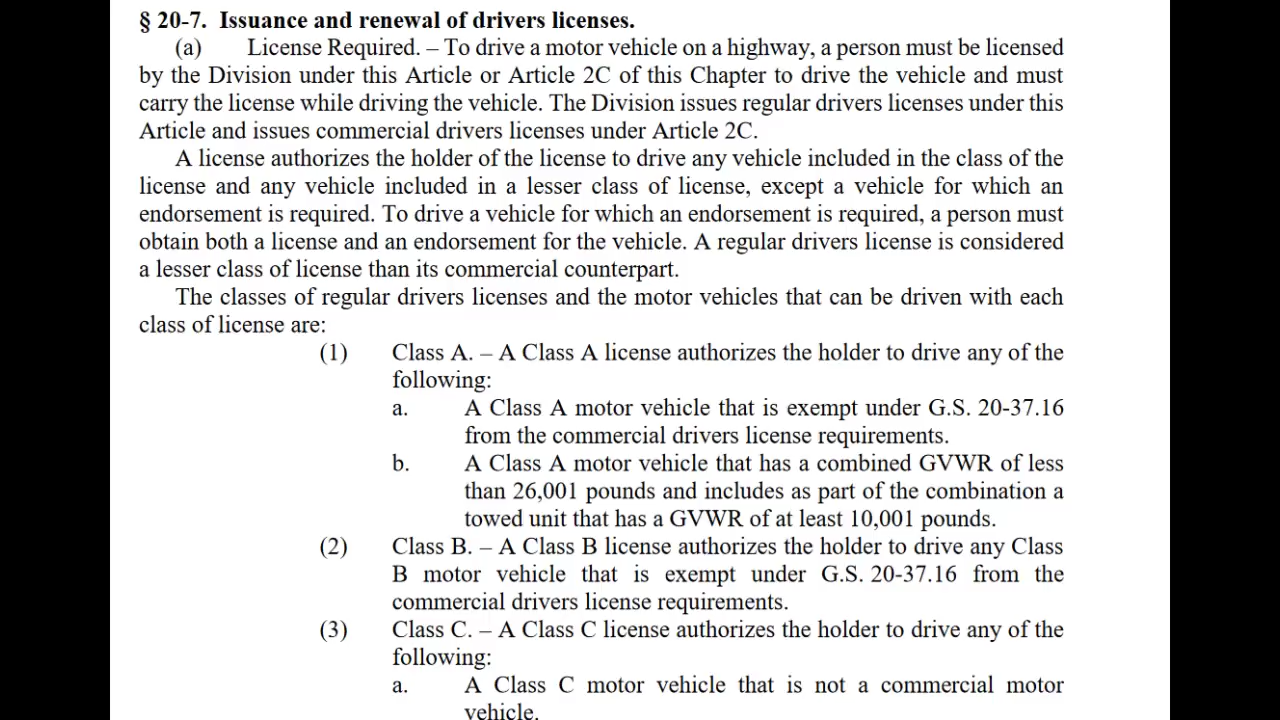 § 20-7. Issuance and renewal of drivers licenses.
(a) License Required. – To drive a motor vehicle on a highway, a person must be licensed
by the Division under this Article or Article 2C of this Chapter to drive the vehicle and must
carry the license while driving the vehicle. The Division issues regular drivers licenses under this
Article and issues commercial drivers licenses under Article 2C.
A license authorizes the holder of the license to drive any vehicle included in the class of the
license and any vehicle included in a lesser class of license, except a vehicle for which an
endorsement is required. To drive a vehicle for which an endorsement is required, a person must
obtain both a license and an endorsement for the vehicle. A regular drivers license is considered
a lesser class of license than its commercial counterpart.
The classes of regular drivers licenses and the motor vehicles that can be driven with each
class of license are:
(1) Class A. – A Class A license authorizes the holder to drive any of the
following:
a. A Class A motor vehicle that is exempt under G.S. 20-37.16
from the commercial drivers license requirements.
b. A Class A motor vehicle that has a combined GVWR of less
than 26,001 pounds and includes as part of the combination a
towed unit that has a GVWR of at least 10,001 pounds.
(2) Class B. – A Class B license authorizes the holder to drive any Class
B motor vehicle that is exempt under G.S. 20-37.16 from the
commercial drivers license requirements.
(3) Class C. – A Class C license authorizes the holder to drive any of the
following:
a. A Class C motor vehicle that is not a commercial motor
vehicle.